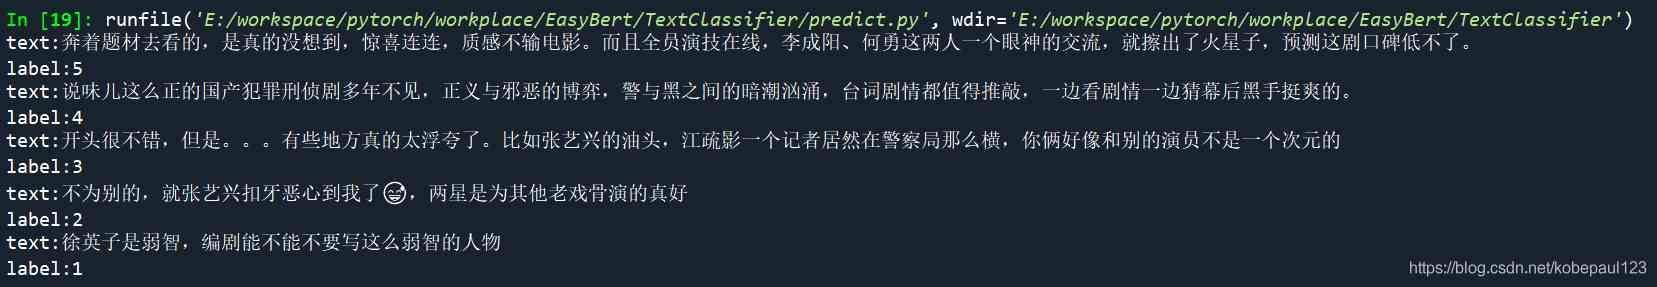 In [19]: runfile('E:/workspace/pytorch/workplace/EasyBert/TextClassifier/predict.py', wdir='E:/workspace/pytorch/workplace/EasyBert/TextClassifier')
text:奔着题材去看的，是真的没想到，惊喜连连，质感不输电影。而且全员演技在线，李成阳、何勇这两人一个眼神的交流，就擦出了火星子，预测这剧口碑低不了。
label:5
text:说味儿这么正的国产犯罪刑侦剧多年不见，正义与邪恶的博弈，警与黑之间的暗潮汹涌，台词剧情都值得推敲，一边看剧情一边猜幕后黑手挺爽的。
label:4
text:开头很不错，但是。。。有些地方真的太浮夸了。比如张艺兴的油头，江疏影一个记者居然在警察局那么横，你俩好像和别的演员不是一个次元的
label:3
text:不为别的，就张艺兴扣牙恶心到我了😅，两星是为其他老戏骨演的真好
label:2
text:徐英子是弱智，编剧能不能不要写这么弱智的人物
label:1
https://blog.csdn.net/kobepaul123